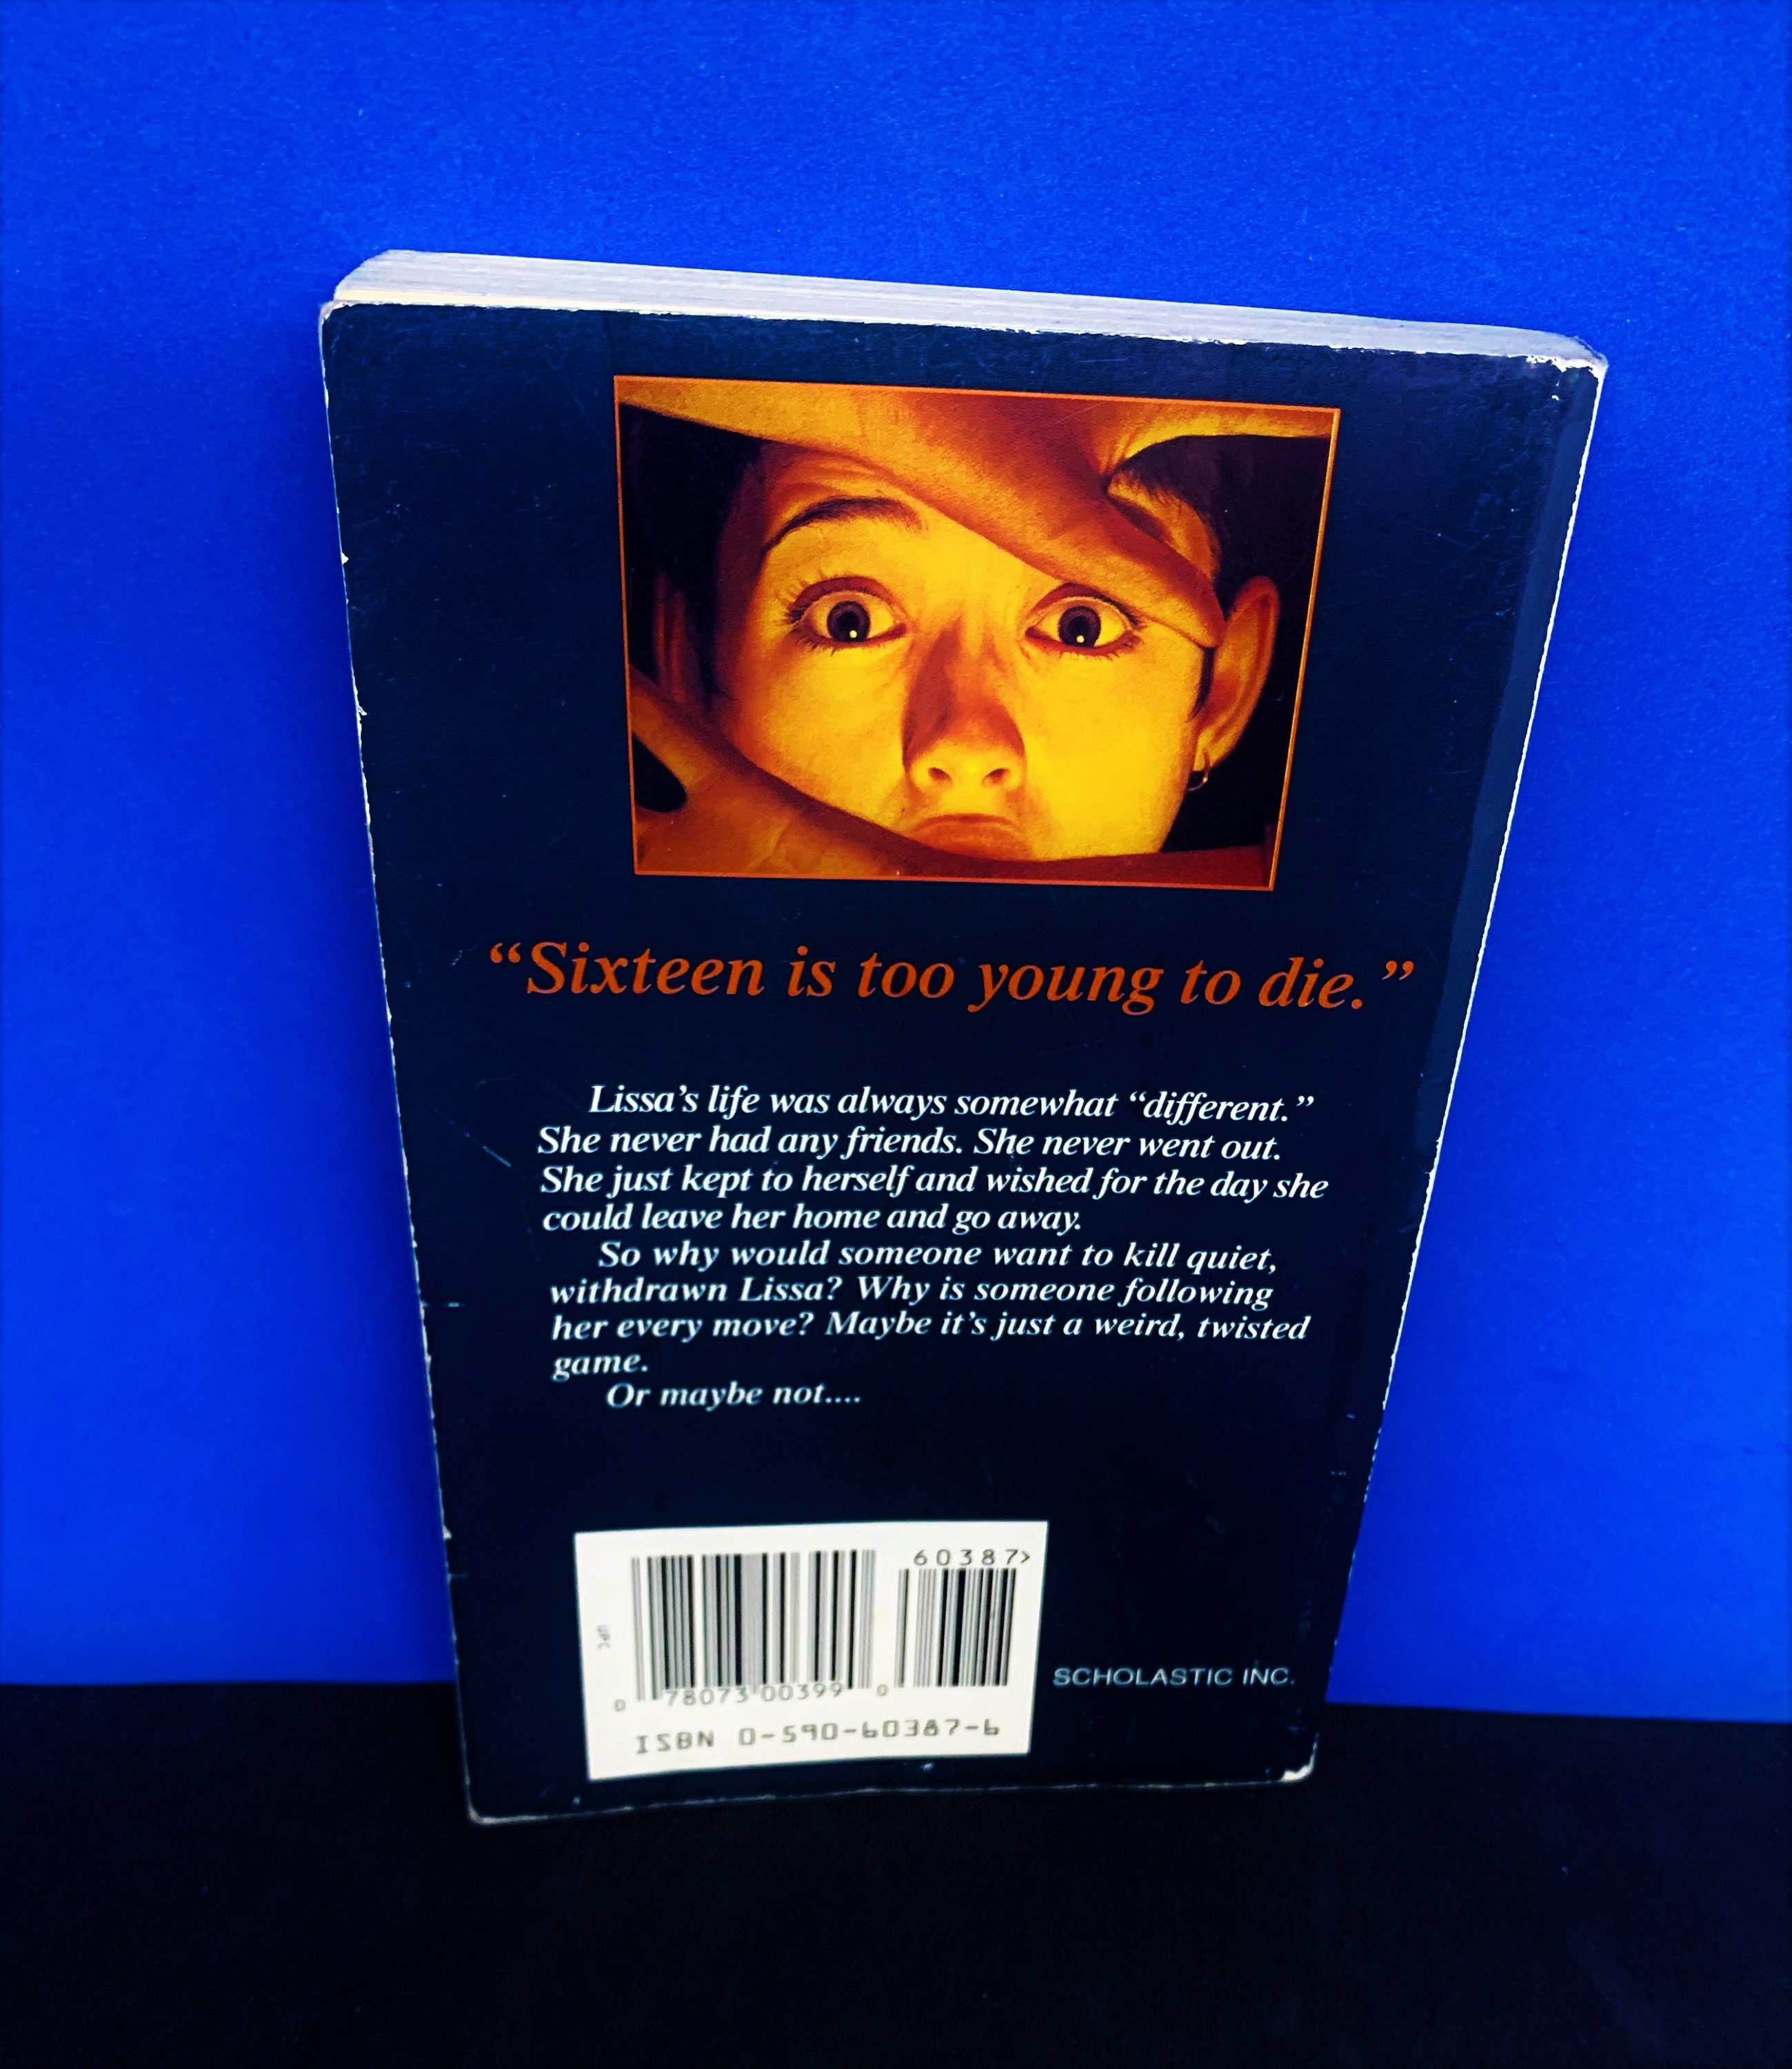 “Sixteen is too young to die.”
Lissa’s life was always somewhat “different.”
She never had any friends. She never went out.
She just kept to herself and wished for the day she
could leave her home and go away.
So why would someone want to kill quiet,
withdrawn Lissa? Why is someone following
her every move? Maybe it’s just a weird, twisted
game.
Or maybe not....
60387>
UPC
0 78073 00399 0
ISBN 0-590-60387-6
SCHOLASTIC INC.